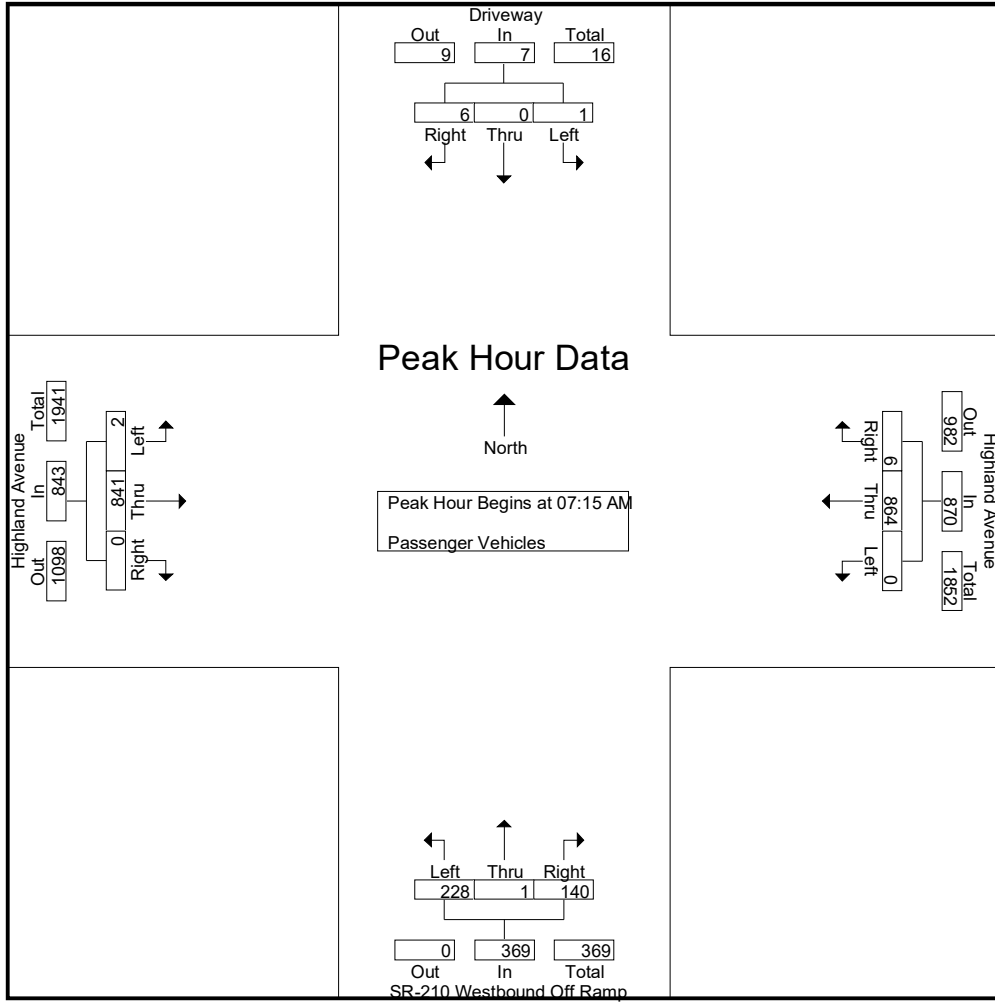 Driveway
Out In Total
9 7 16
6 0 1
Right Thru Left
Peak Hour Data
North
Peak Hour Begins at 07:15 AM
Passenger Vehicles
Highland Avenue
Out In Total
1098 843 1941
2 841 0
Left Thru Right
Highland Avenue
Out In Total
982 870 1852
6 864 0
Right Thru Left
Left Thru Right
228 1 140
0 369 369
Out In Total
SR-210 Westbound Off Ramp